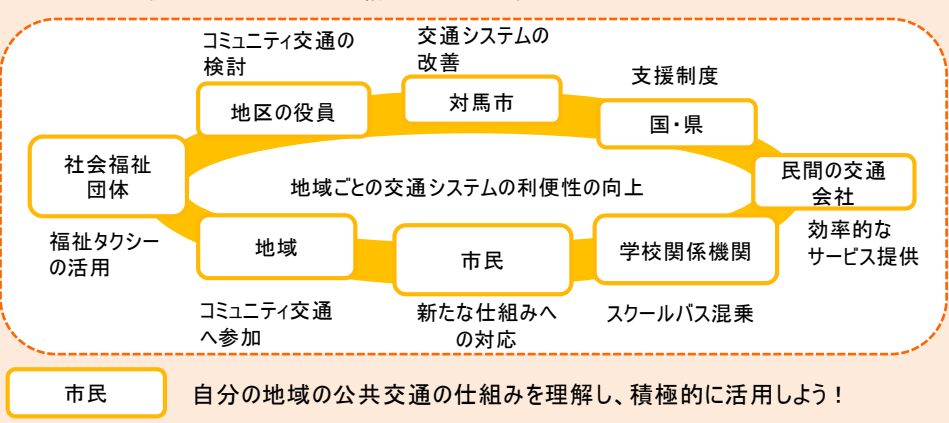 コミュニティ交通の
検討
交通システムの
改善
支援制度
地区の役員
対馬市
国・県
社会福祉
団体
民間の交通
会社
地域ごとの交通システムの利便性の向上
福祉タクシー
の活用
地域
市民
学校関係機関
効率的な
サービス提供
コミュニティ交通
へ参加
新たな仕組みへ
の対応
スクールバス混乗
市民
自分の地域の公共交通の仕組みを理解し、積極的に活用しよう！